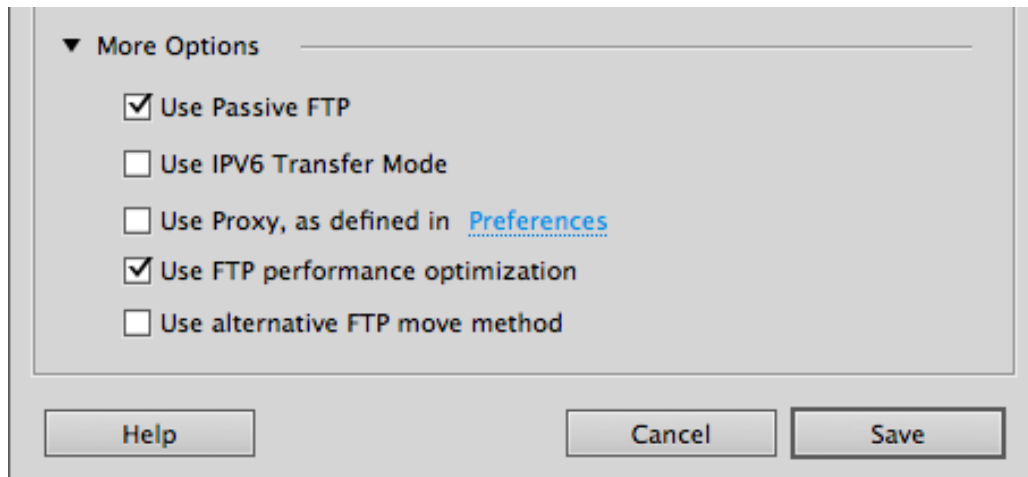 More Options
Use Passive FTP
Use IPV6 Transfer Mode
Use Proxy, as defined in Preferences
Use FTP performance optimization
Use alternative FTP move method
Help Cancel Save